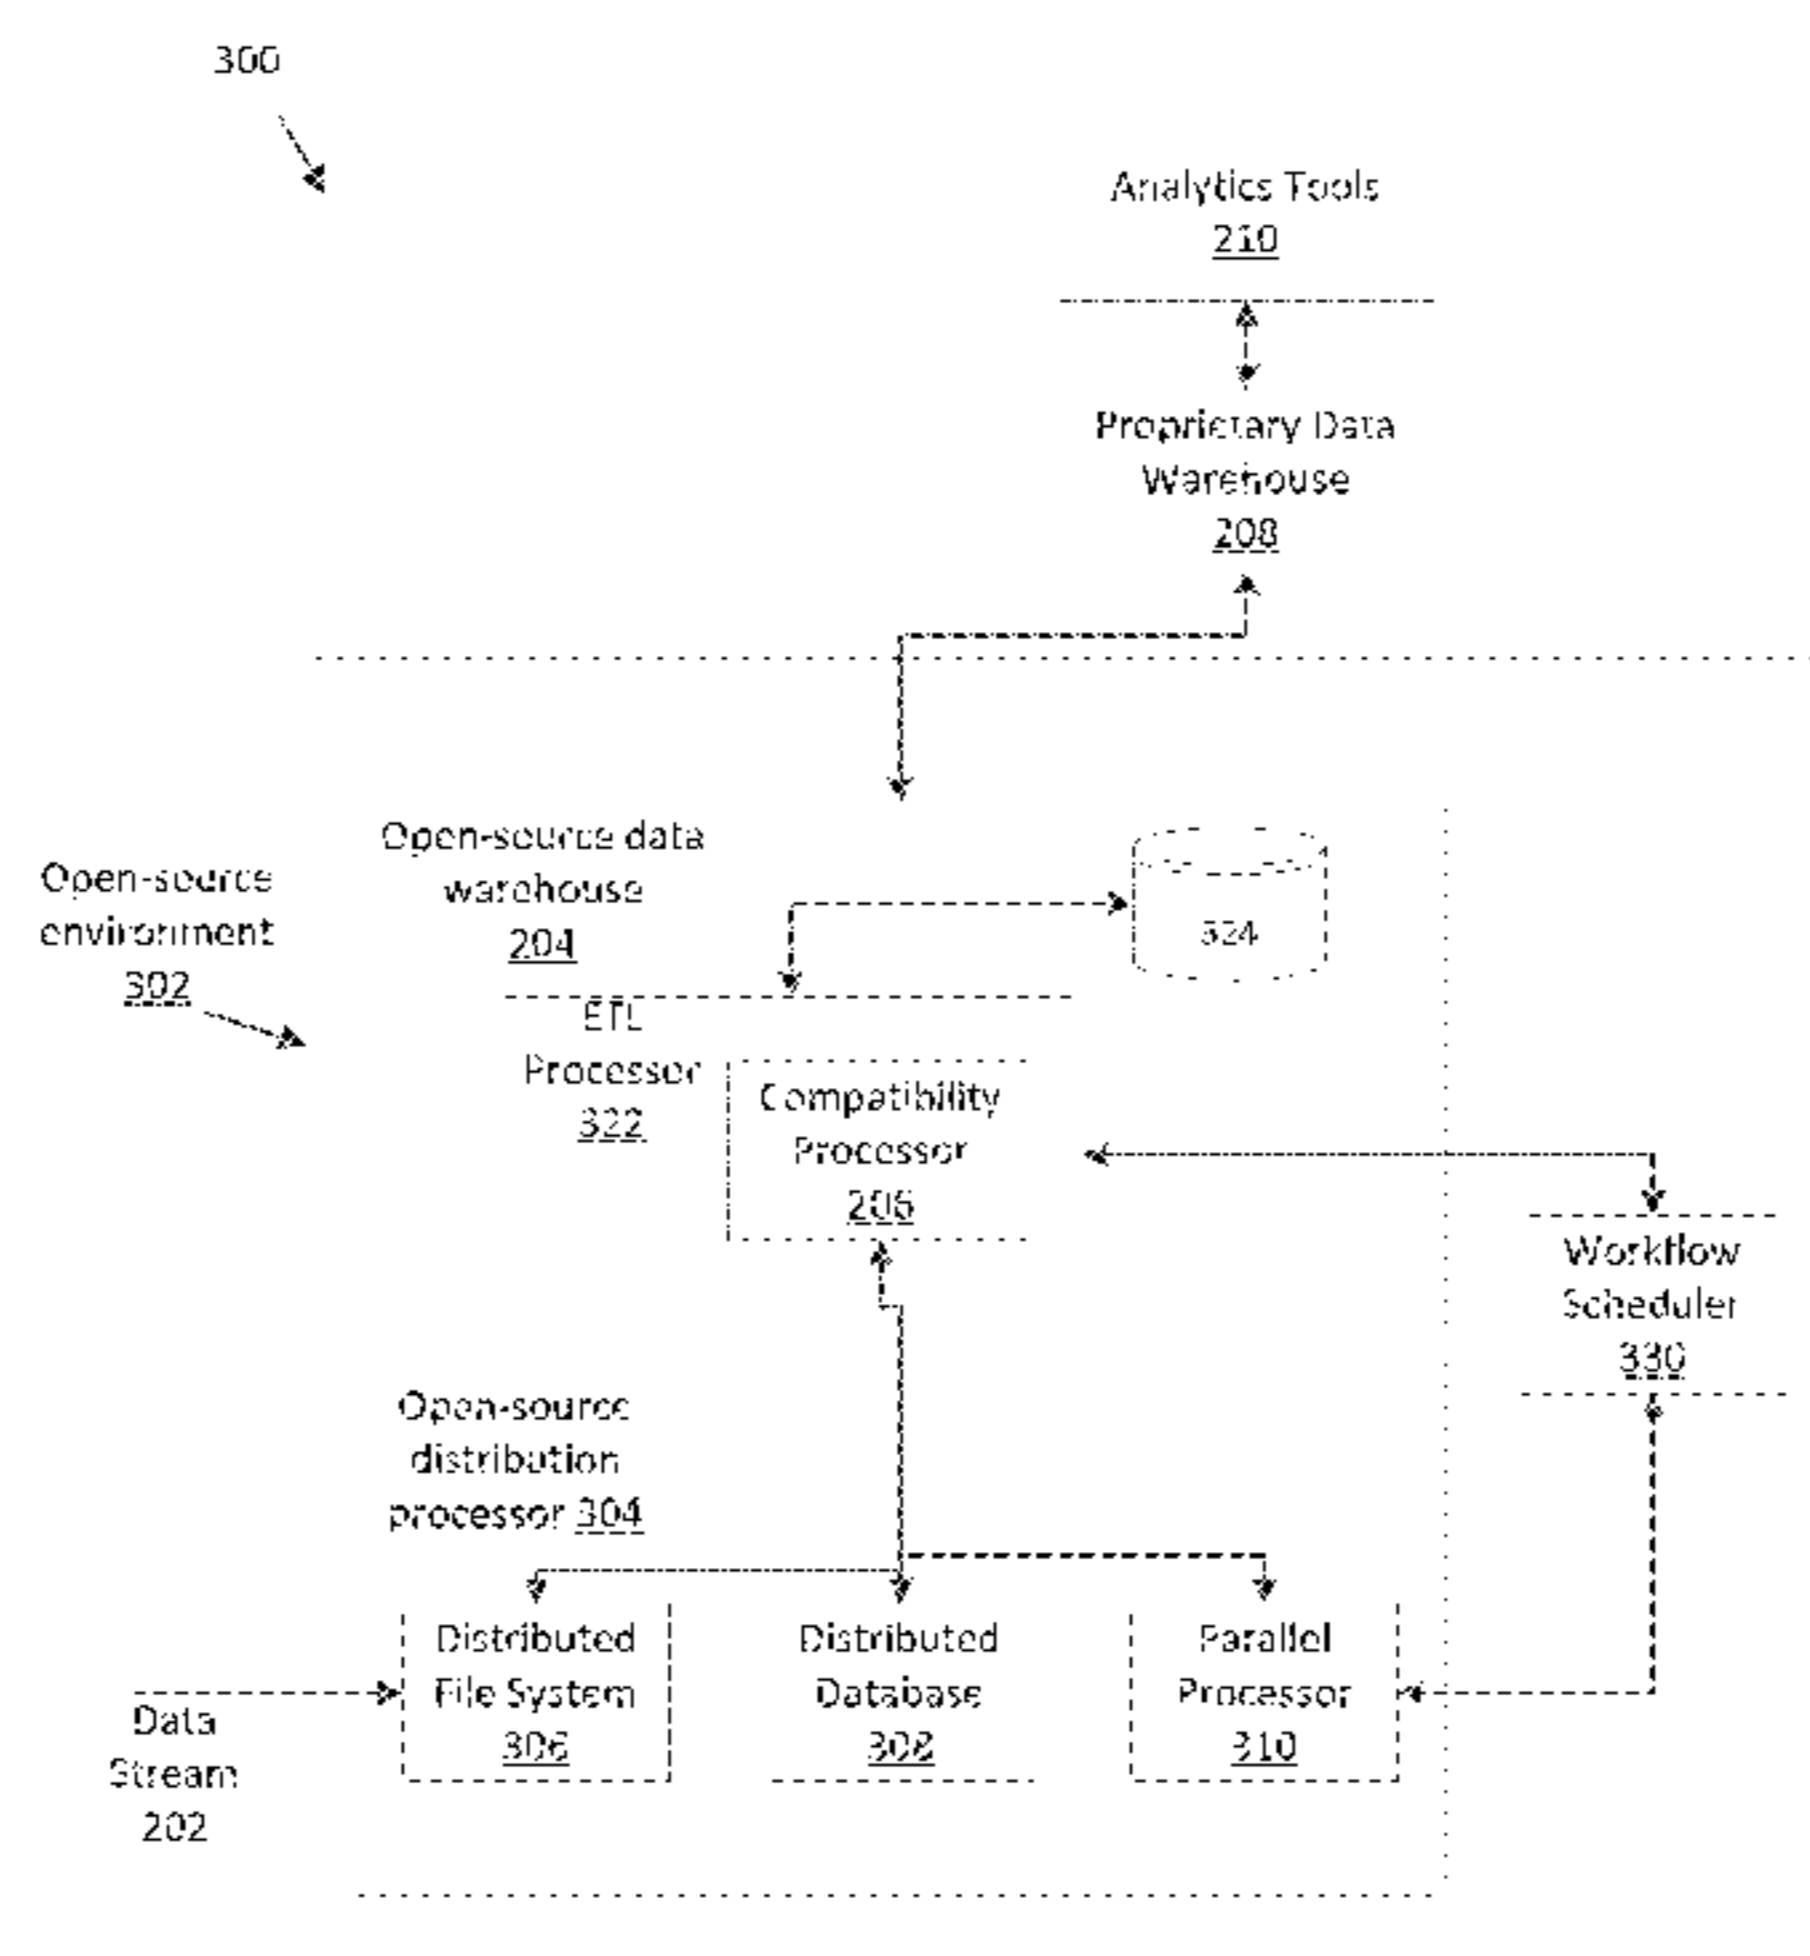 300
Analytics Tools
210
Proprietary Data
Warehouse
208
Open-source data
warehouse
204
324
Open-source
environment
302
ETL
Processor
322
Compatibility
Processor
206
Workflow
Scheduler
330
Open-source
distribution
processor 304
Distributed
File System
306
Distributed
Database
308
Parallel
Processor
310
Data
Stream
202